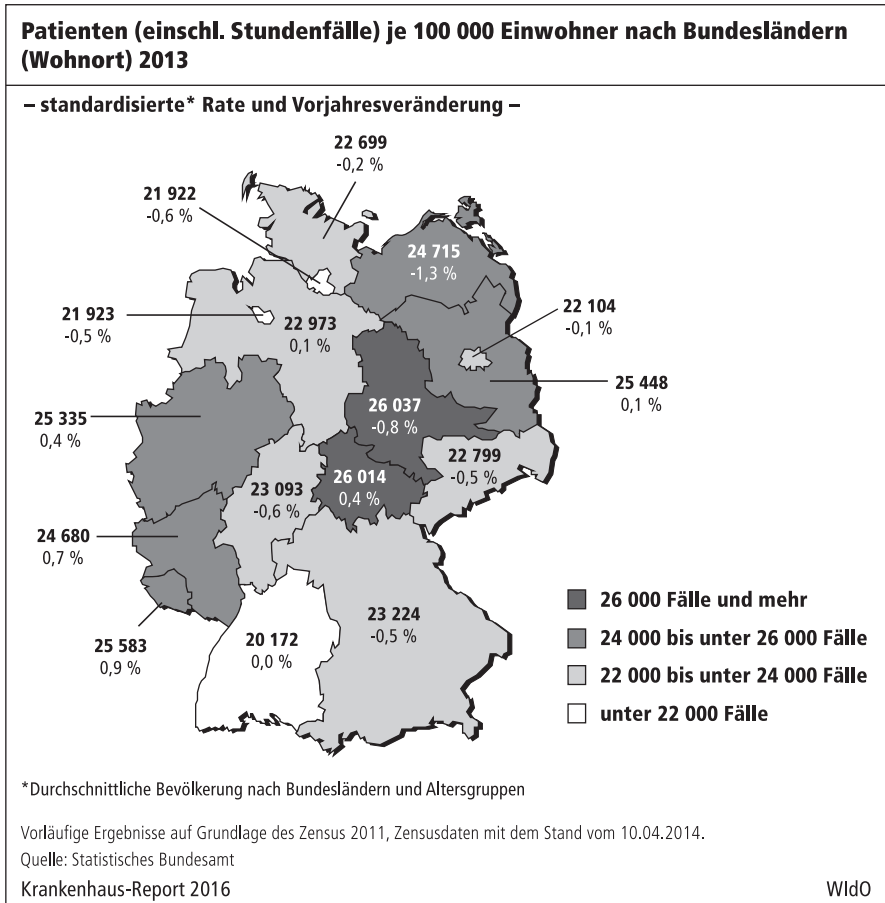 Patienten (einschl. Stundenfälle) je 100 000 Einwohner nach Bundesländern
(Wohnort) 2013
– standardisierte* Rate und Vorjahresveränderung –
22 699
-0,2 %
21 922
-0,6 %
24 715
-1,3 %
21 923
-0,5 %
22 973
0,1 %
22 104
-0,1 %
25 448
0,1 %
25 335
0,4 %
26 037
-0,8 %
22 799
-0,5 %
26 014
0,4 %
23 093
-0,6 %
24 680
0,7 %
25 583
0,9 %
20 172
0,0 %
23 224
-0,5 %
26 000 Fälle und mehr
24 000 bis unter 26 000 Fälle
22 000 bis unter 24 000 Fälle
unter 22 000 Fälle
*Durchschnittliche Bevölkerung nach Bundesländern und Altersgruppen
Vorläufige Ergebnisse auf Grundlage des Zensus 2011, Zensusdaten mit dem Stand vom 10.04.2014.
Quelle: Statistisches Bundesamt
Krankenhaus-Report 2016 WIdO